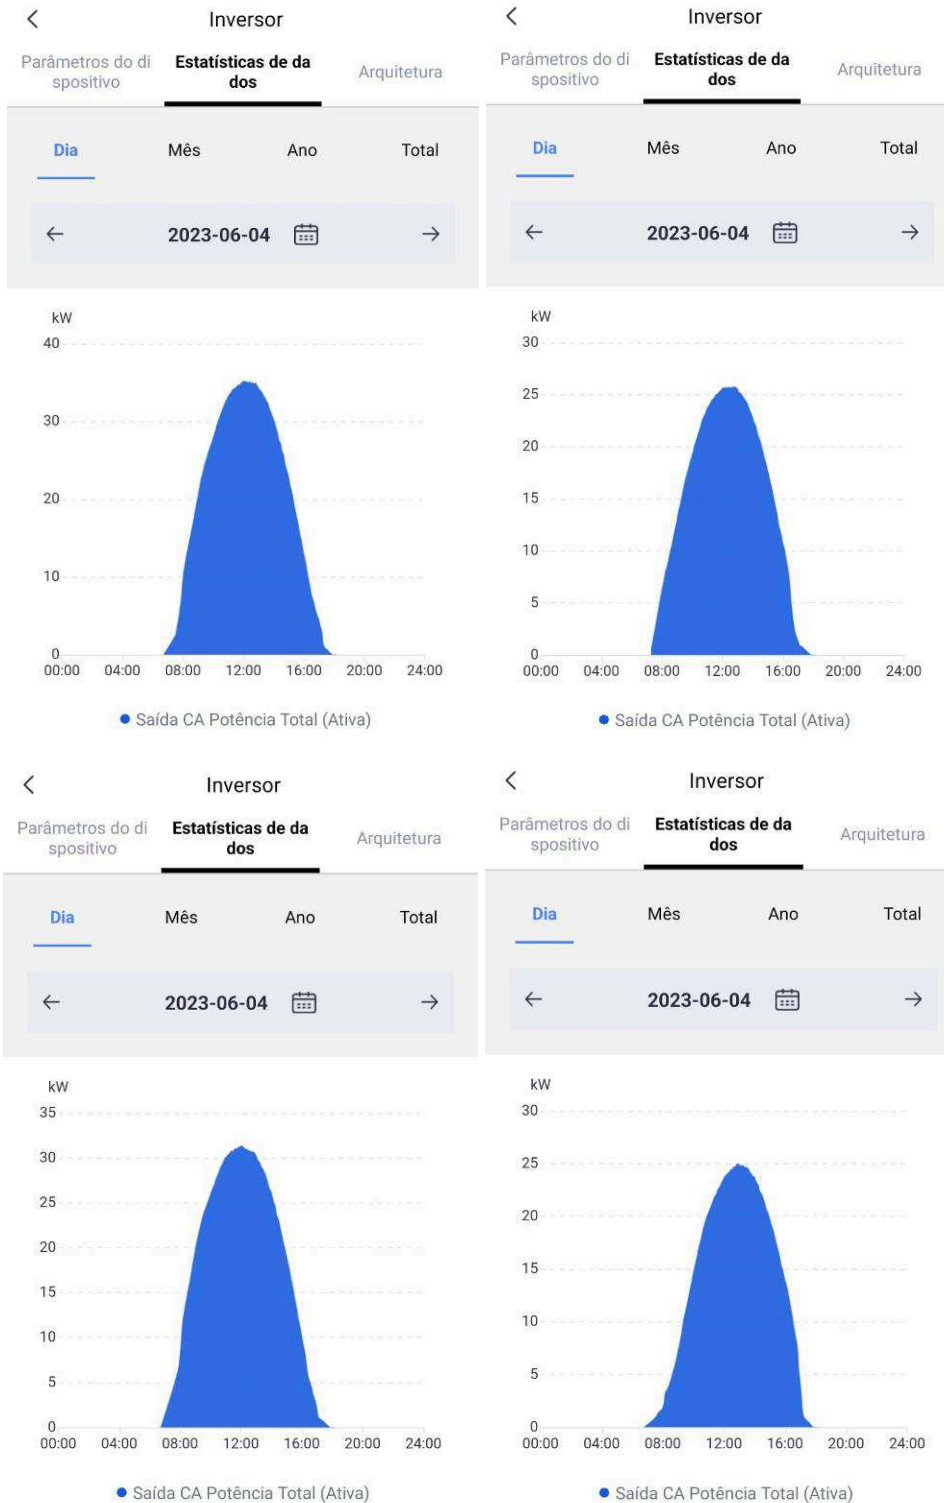 Inversor
Parâmetros do di
spositivo
Estatísticas de da
dos
Arquitetura
Dia Mês Ano Total
2023-06-04
kW
40
30
20
10
0
00:00 04:00 08:00 12:00 16:00 20:00 24:00
Saída CA Potência Total (Ativa)
Inversor
Parâmetros do di
spositivo
Estatísticas de da
dos
Arquitetura
Dia Mês Ano Total
2023-06-04
kW
30
25
20
15
10
5
0
00:00 04:00 08:00 12:00 16:00 20:00 24:00
Saída CA Potência Total (Ativa)
Inversor
Parâmetros do di
spositivo
Estatísticas de da
dos
Arquitetura
Dia Mês Ano Total
2023-06-04
kW
35
30
25
20
15
10
5
0
00:00 04:00 08:00 12:00 16:00 20:00 24:00
Saída CA Potência Total (Ativa)
Inversor
Parâmetros do di
spositivo
Estatísticas de da
dos
Arquitetura
Dia Mês Ano Total
2023-06-04
kW
30
25
20
15
10
5
0
00:00 04:00 08:00 12:00 16:00 20:00 24:00
Saída CA Potência Total (Ativa)